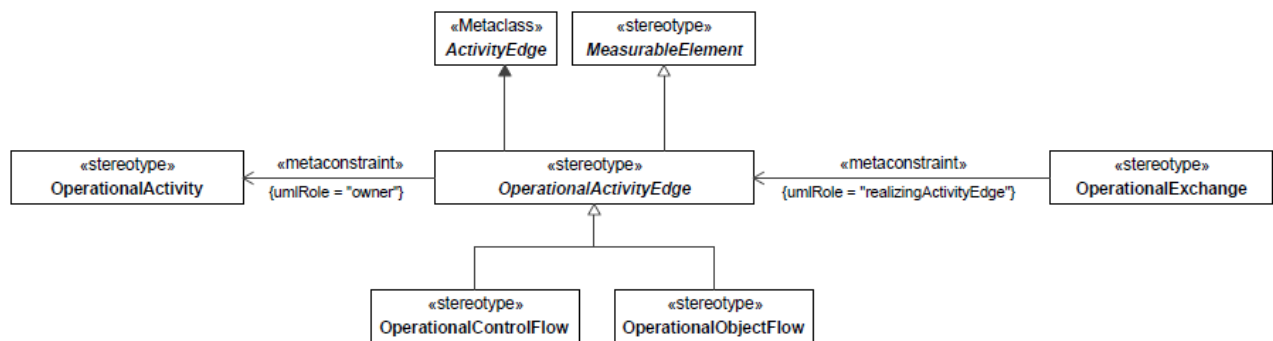 «Metaclass»
ActivityEdge
«stereotype»
MeasurableElement
«stereotype»
OperationalActivity
«metaconstraint»
{umlRole = "owner"}
«stereotype»
OperationalActivityEdge
«metaconstraint»
{umlRole = "realizingActivityEdge"}
«stereotype»
OperationalExchange
«stereotype»
OperationalControlFlow
«stereotype»
OperationalObjectFlow